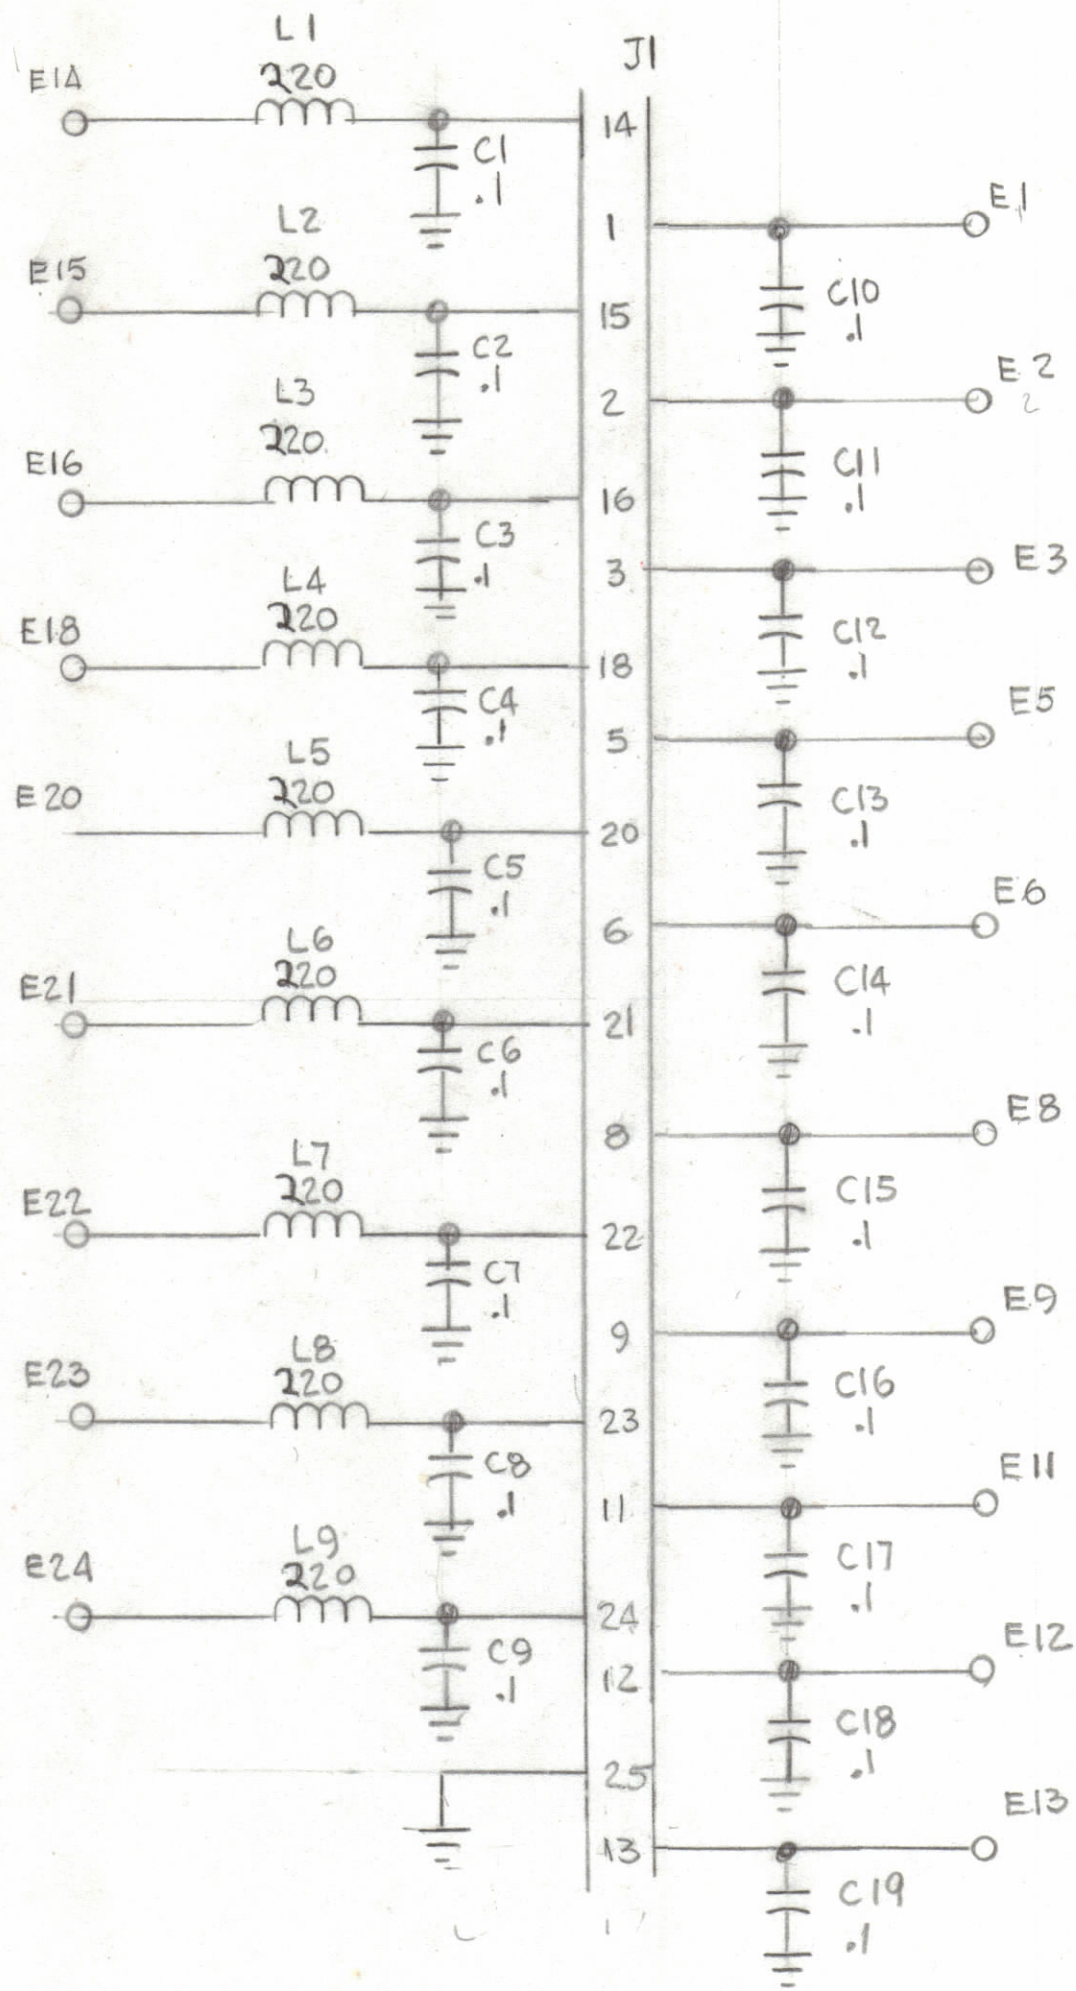 L1
J1
E14
220
14
C1
.1
E1
1
L2
E15
220
C10
.1
15
C2
.1
E2
2
2
L3
220
E16
C11
.1
16
C3
.1
E3
3
L4
E18
220
C12
.1
18
C4
.1
E5
5
L5
E20
220
C13
.1
20
C5
.1
E6
6
L6
E21
220
C14
.1
21
C6
.1
E8
8
L7
E22
220
C15
.1
22
C7
.1
E9
9
L8
E23
220
C16
.1
23
C8
.1
E11
11
L9
E24
220
C17
.1
24
C9
.1
E12
12
C18
.1
25
E13
13
C19
.1